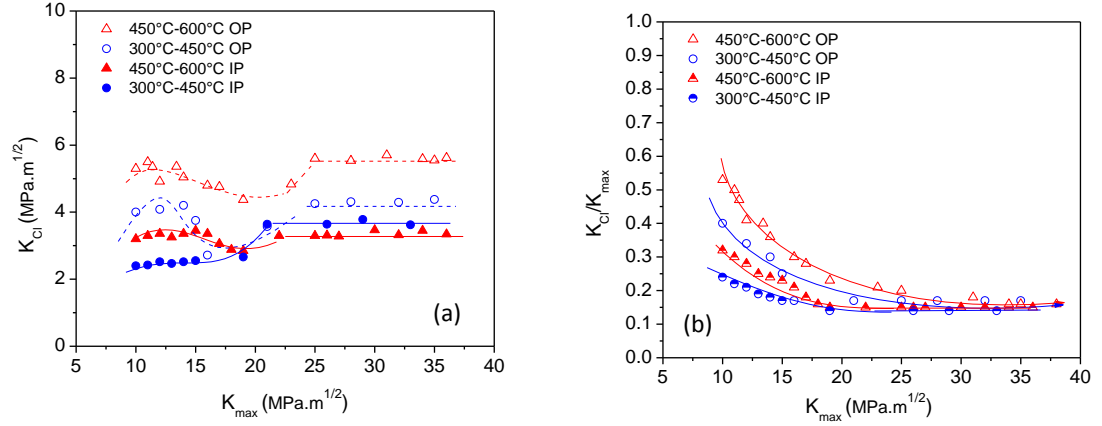 10
8
6
4
2
0
K_Cl (MPa.m^1/2)
450°C-600°C OP
300°C-450°C OP
450°C-600°C IP
300°C-450°C IP
(a)
5 10 15 20 25 30 35 40
K_max (MPa.m^1/2)
1.0
0.9
0.8
0.7
0.6
0.5
0.4
0.3
0.2
0.1
0.0
K_Cl/K_max
450°C-600°C OP
300°C-450°C OP
450°C-600°C IP
300°C-450°C IP
(b)
5 10 15 20 25 30 35 40
K_max (MPa.m^1/2)